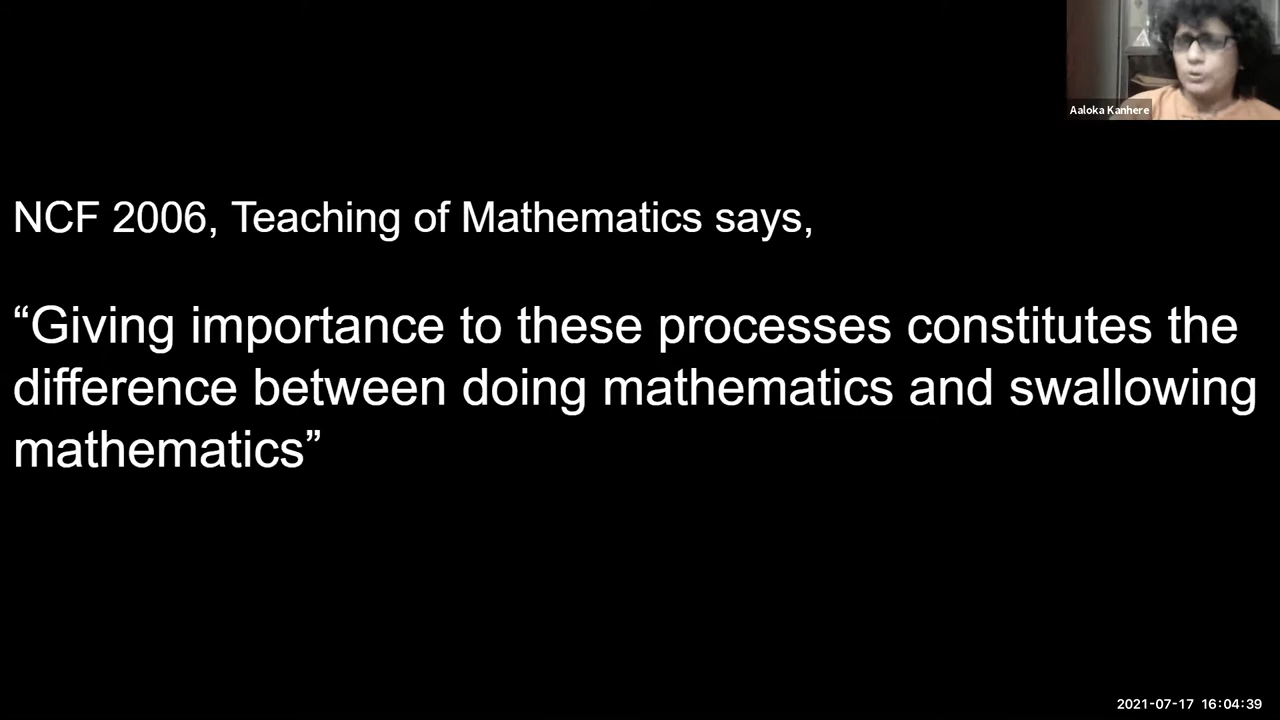 Aaloka Kanhere
NCF 2006, Teaching of Mathematics says,
“Giving importance to these processes constitutes the
difference between doing mathematics and swallowing
mathematics”
2021-07-17 16:04:39